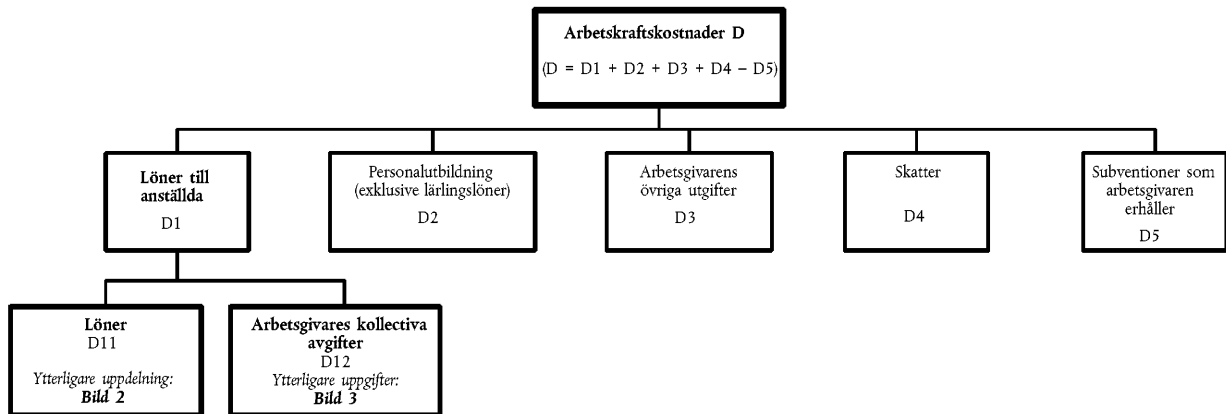 Arbetskraftskostnader D
(D = D1 + D2 + D3 + D4 – D5)
Löner till
anställda
D1
Personalutbildning
(exklusive lärlingslöner)
D2
Arbetsgivarens
övriga utgifter
D3
Skatter
D4
Subventioner som
arbetsgivaren
erhåller
D5
Löner
D11
Ytterligare uppdelning:
Bild 2
Arbetsgivares kollectiva
avgifter
D12
Ytterligare uppgifter:
Bild 3